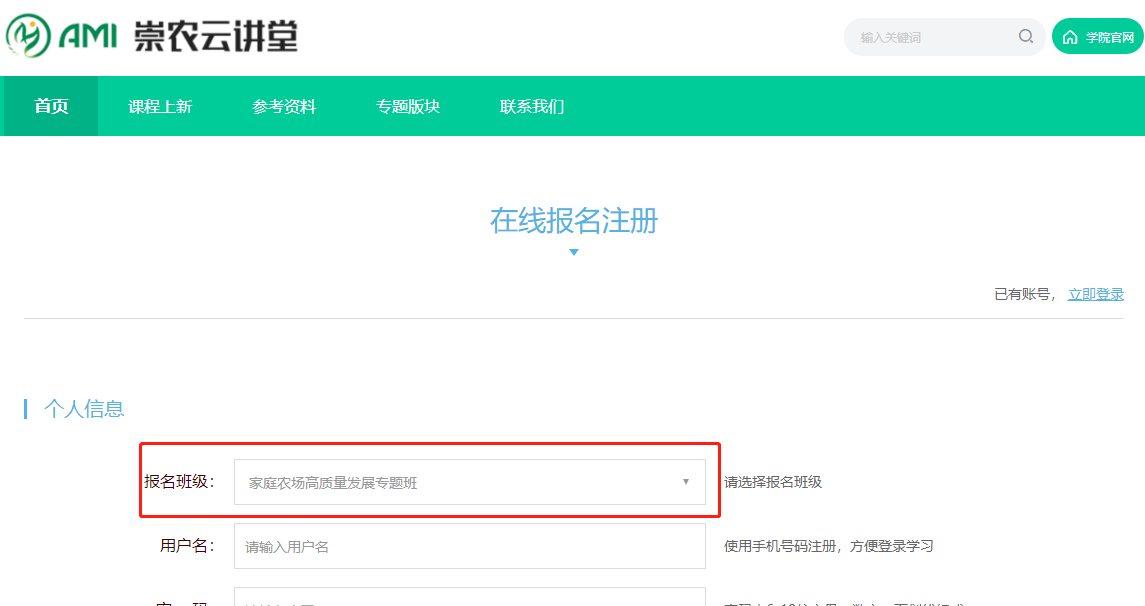 AMI 崇农云讲堂
输入关键词
学院官网
首页 课程上新 参考资料 专题版块 联系我们
在线报名注册
已有账号， 立即登录
个人信息
报名班级： 家庭农场高质量发展专题班 请选择报名班级
用户名： 请输入用户名 使用手机号码注册，方便登录学习